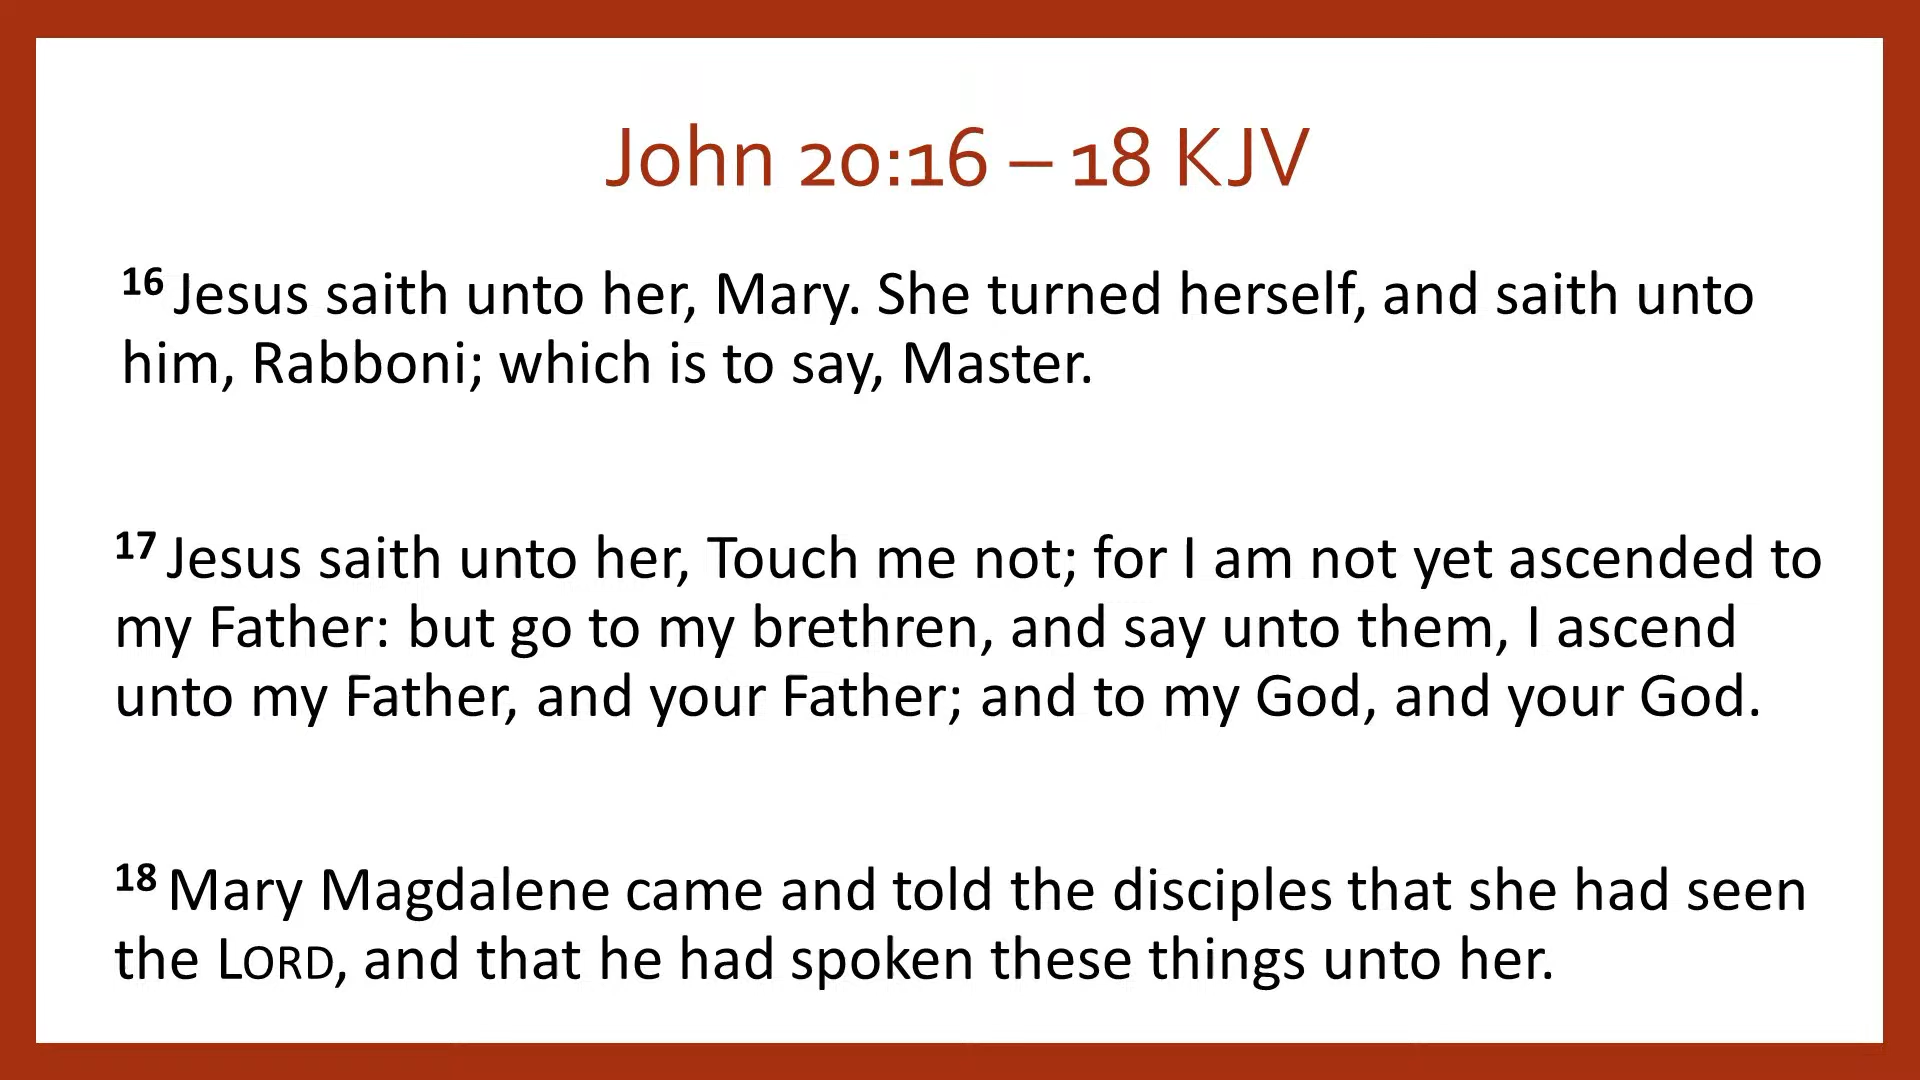 John 20:16 – 18 KJV
16 Jesus saith unto her, Mary. She turned herself, and saith unto
him, Rabboni; which is to say, Master.
17 Jesus saith unto her, Touch me not; for I am not yet ascended to
my Father: but go to my brethren, and say unto them, I ascend
unto my Father, and your Father; and to my God, and your God.
18 Mary Magdalene came and told the disciples that she had seen
the LORD, and that he had spoken these things unto her.